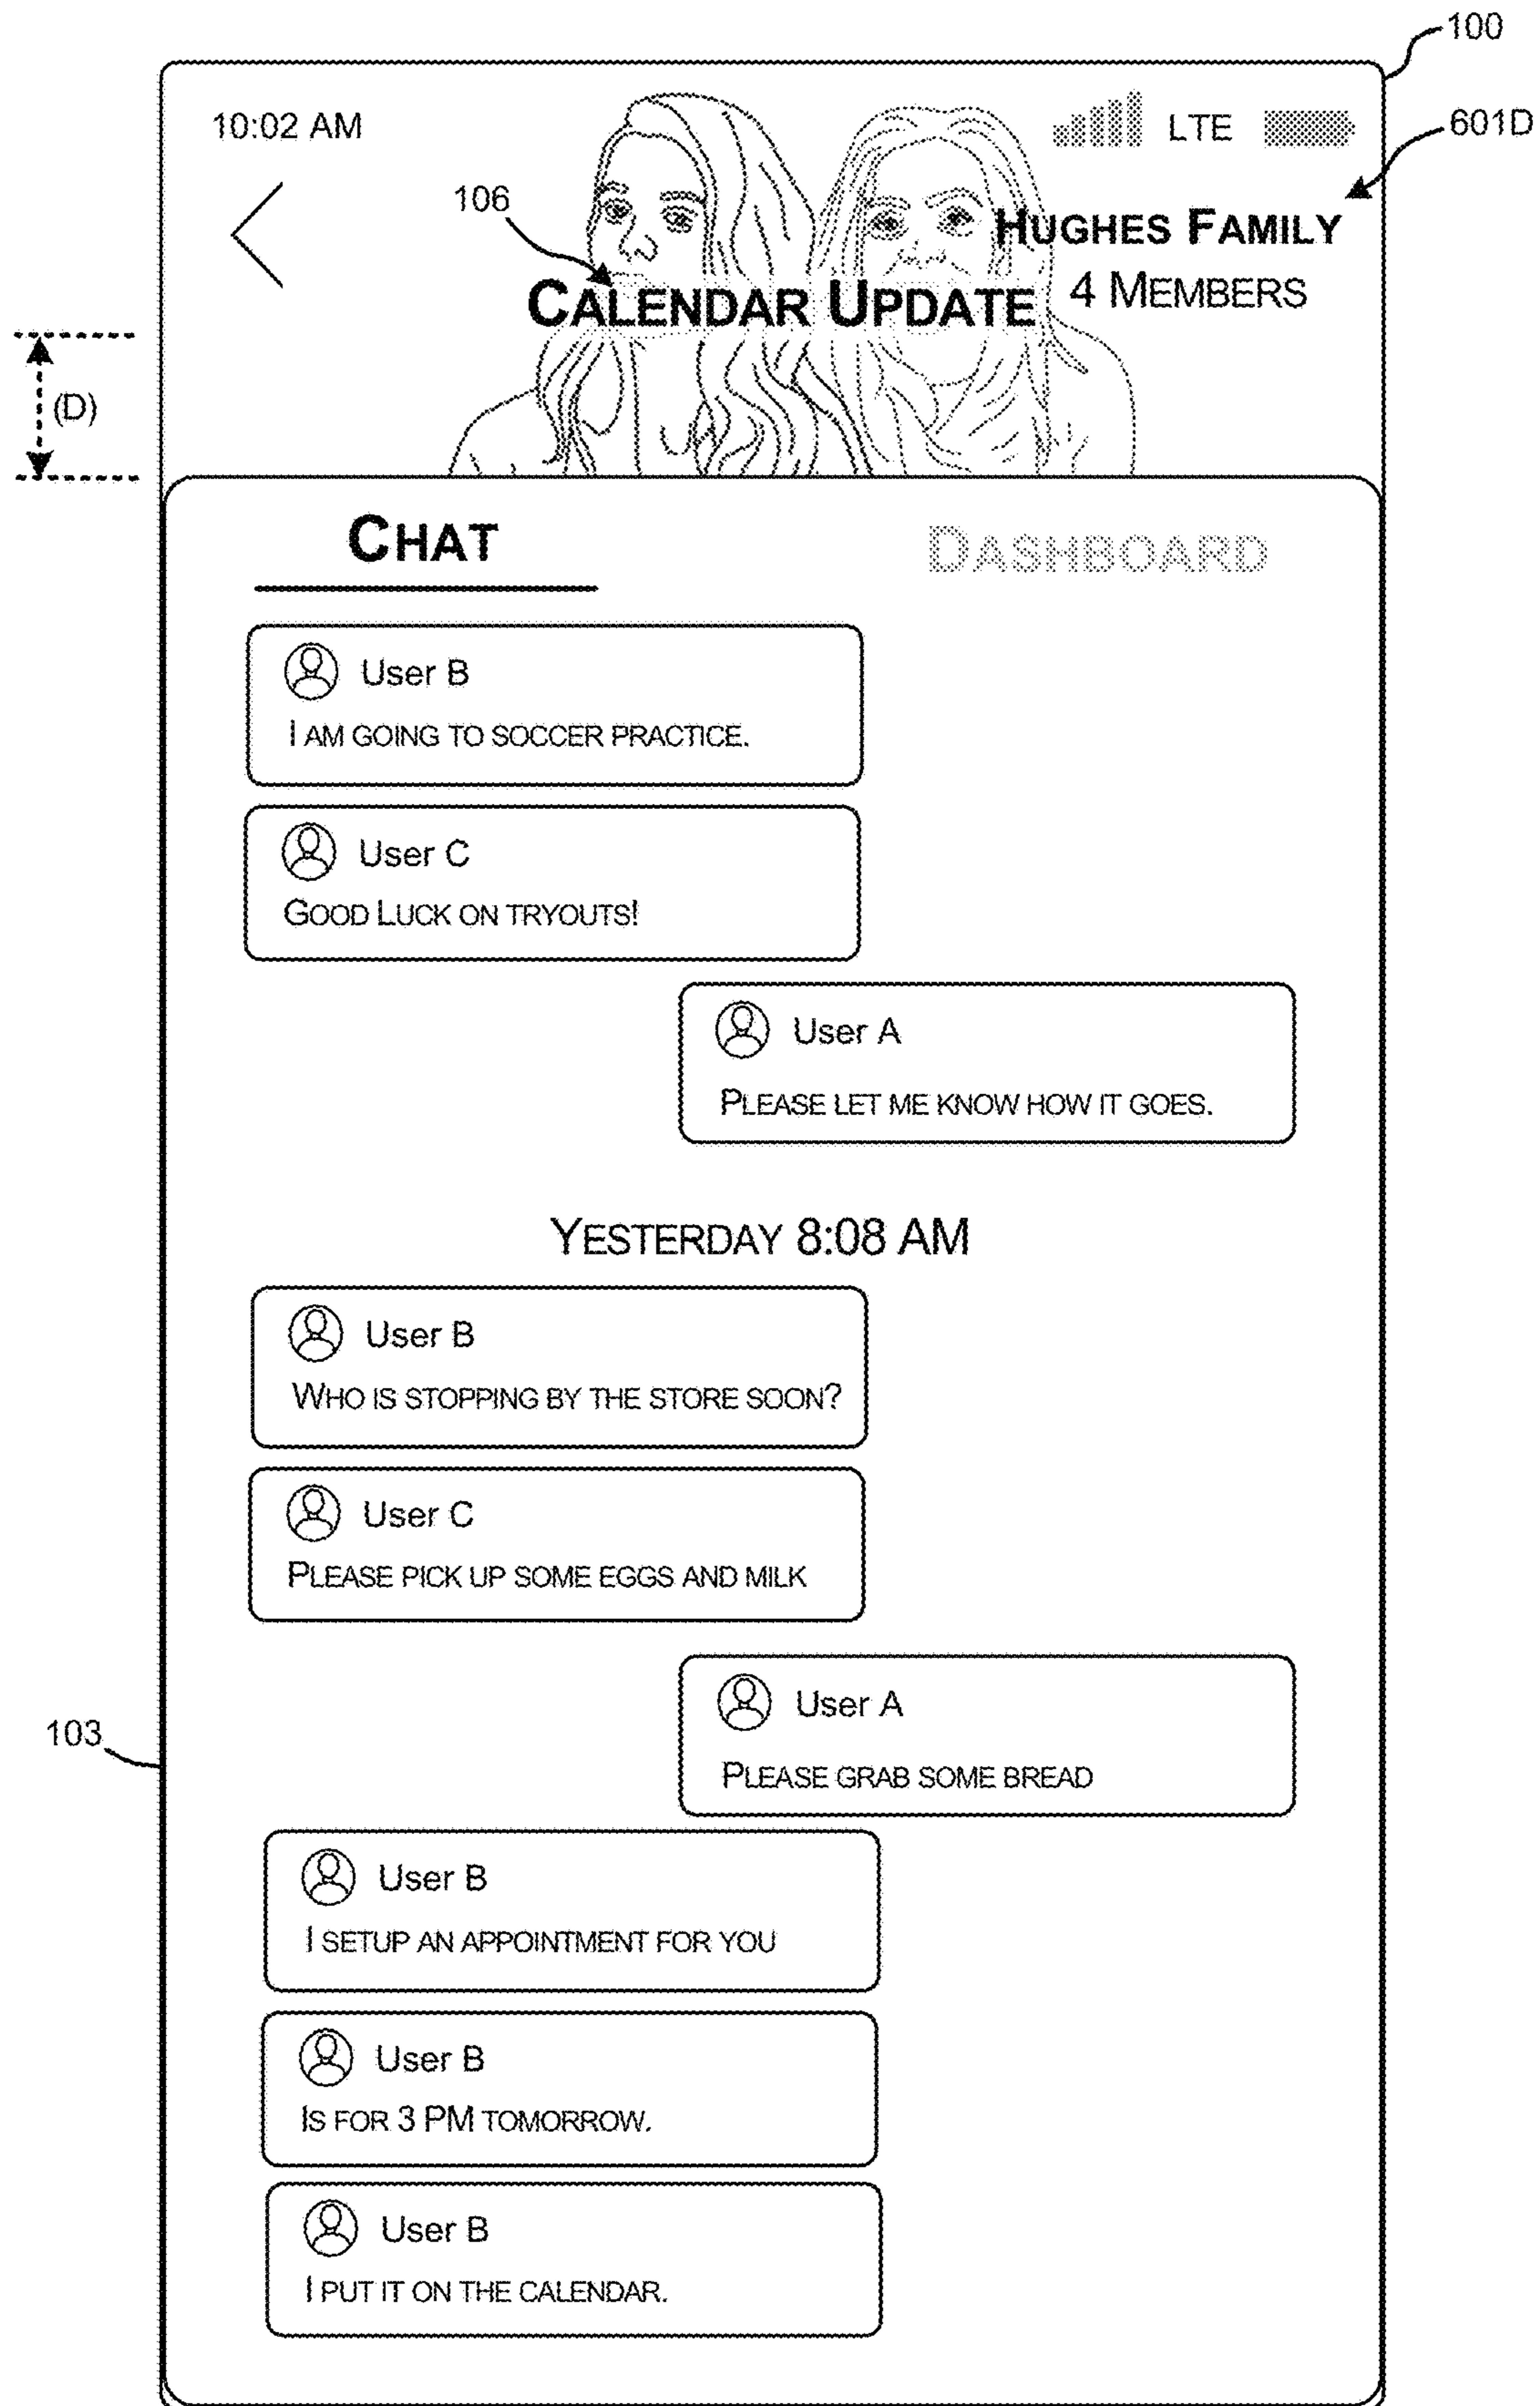 100
10:02 AM
LTE
601D
106
HUGHES FAMILY
CALENDAR UPDATE
4 MEMBERS
(D)
CHAT
DASHBOARD
User B
I AM GOING TO SOCCER PRACTICE.
User C
GOOD LUCK ON TRYOUTS!
User A
PLEASE LET ME KNOW HOW IT GOES.
YESTERDAY 8:08 AM
User B
WHO IS STOPPING BY THE STORE SOON?
User C
PLEASE PICK UP SOME EGGS AND MILK
User A
103
PLEASE GRAB SOME BREAD
User B
I SETUP AN APPOINTMENT FOR YOU
User B
IS FOR 3 PM TOMORROW.
User B
I PUT IT ON THE CALENDAR.